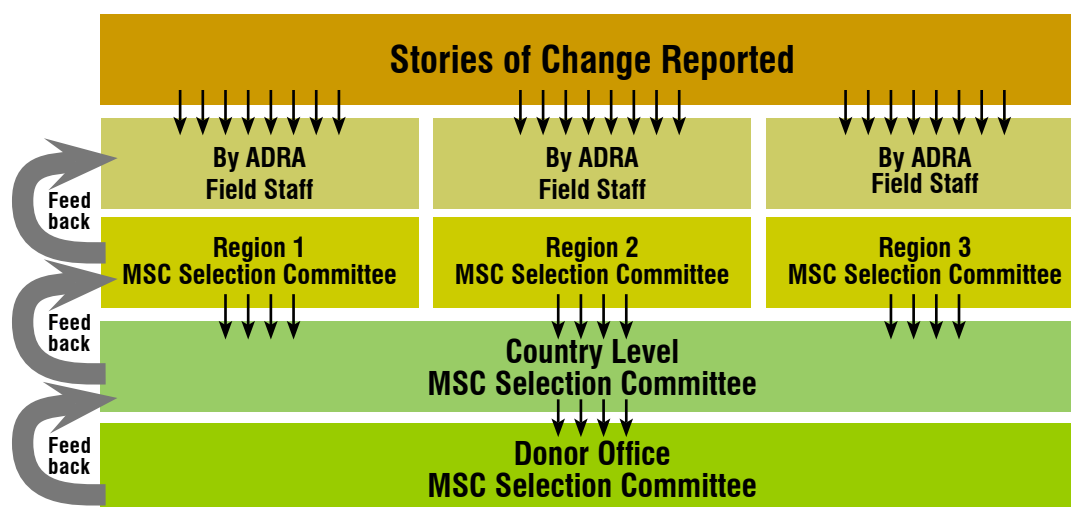 Stories of Change Reported
By ADRA
Field Staff
By ADRA
Field Staff
By ADRA
Field Staff
Feed
back
Region 1
MSC Selection Committee
Region 2
MSC Selection Committee
Region 3
MSC Selection Committee
Feed
back
Country Level
MSC Selection Committee
Feed
back
Donor Office
MSC Selection Committee